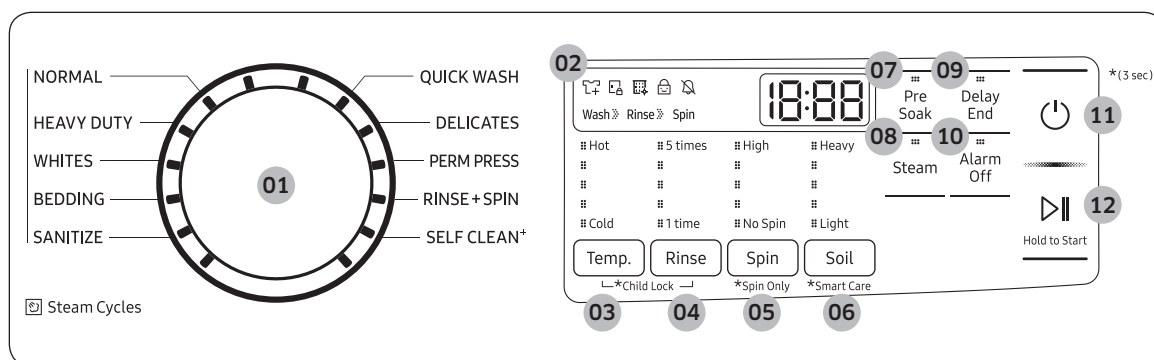 NORMAL
HEAVY DUTY
WHITES
BEDDING
SANITIZE
QUICK WASH
DELICATES
PERM PRESS
RINSE+SPIN
SELF CLEAN+
01
Steam Cycles
02
Wash Rinse Spin
18:88
Hot 5 times High Heavy
Cold 1 time No Spin Light
Temp. Rinse Spin Soil
*Child Lock *Spin Only *Smart Care
03 04 05 06
07 09
Pre Soak
Delay End
08 10
Steam
Alarm Off
*(3 sec)
11
12
Hold to Start